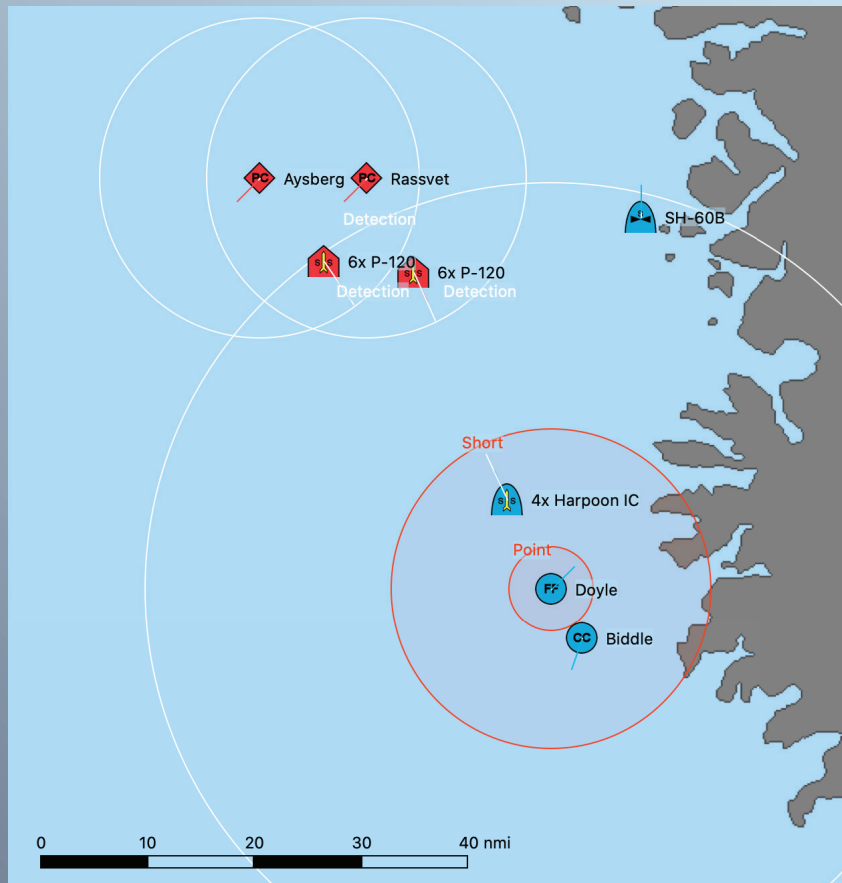 PC
Aysberg
PC
Rassvet
Detection
S
SH-60B
S S
6x P-120
S S
6x P-120
Detection
Detection
Short
S S
4x Harpoon IC
Point
FF
Doyle
CC
Biddle
0
10
20
30
40 nmi